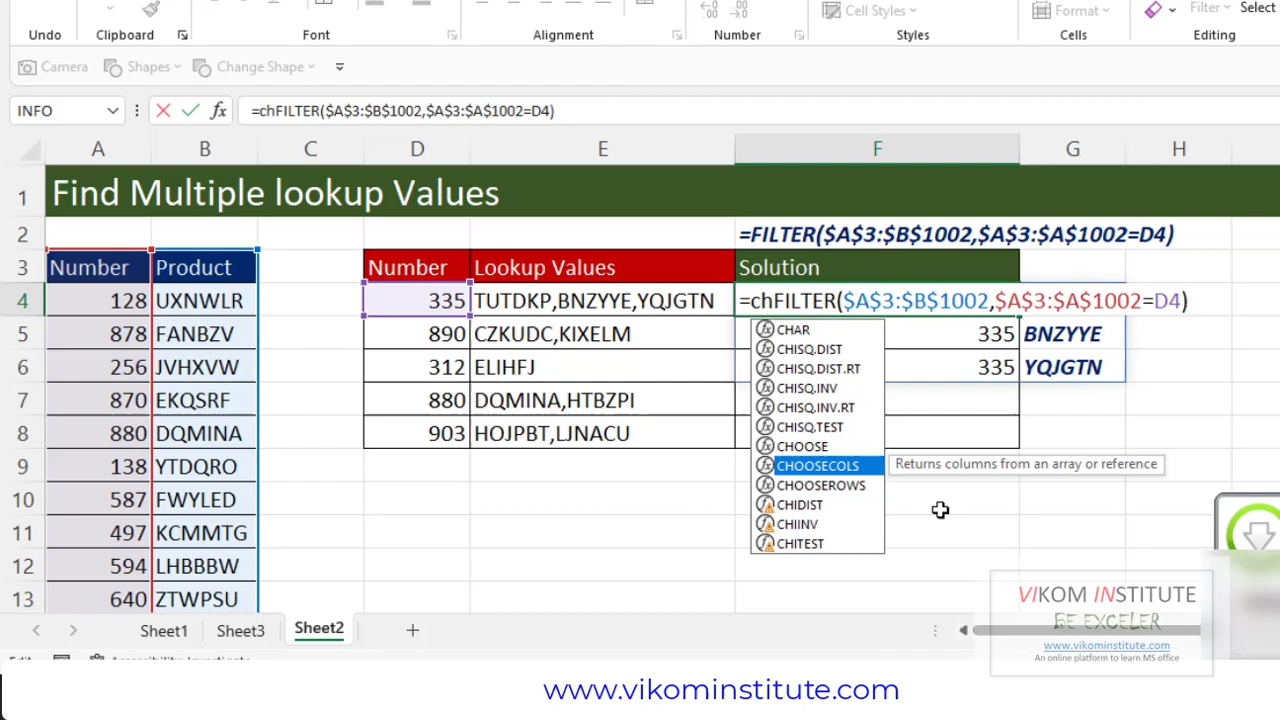 Cell Styles Format Filter Select
Undo Clipboard Font Alignment Number Styles Cells Editing
Camera Shapes Change Shape
INFO fx =chFILTER($A$3:$B$1002,$A$3:$A$1002=D4)
A B C D E F G H
1 Find Multiple lookup Values
2 =FILTER($A$3:$B$1002,$A$3:$A$1002=D4)
3 Number Product Number Lookup Values Solution
4 128 UXNWLR 335 TUTDKP,BNZYYE,YQJGTN =chFILTER($A$3:$B$1002,$A$3:$A$1002=D4)
5 878 FANBZV 890 CZKUDC,KIXELM 335 BNZYYE
6 256 JVHXVW 312 ELIHFJ 335 YQJGTN
7 870 EKQSRF 880 DQMINA,HTBZPI
8 880 DQMINA 903 HOJPBT,LJNACU
9 138 YTDQRO
10 587 FWYLED
11 497 KCMMTG
12 594 LHBBBW
13 640 ZTWPSU
CHAR
CHISQ.DIST
CHISQ.DIST.RT
CHISQ.INV
CHISQ.INV.RT
CHISQ.TEST
CHOOSE
CHOOSECOLS Returns columns from an array or reference
CHOOSEROWS
CHIDIST
CHIINV
CHITEST
VIKOM INSTITUTE
BE EXCELER
www.vikominstitute.com
An online platform to learn MS office
Sheet1 Sheet3 Sheet2
www.vikominstitute.com